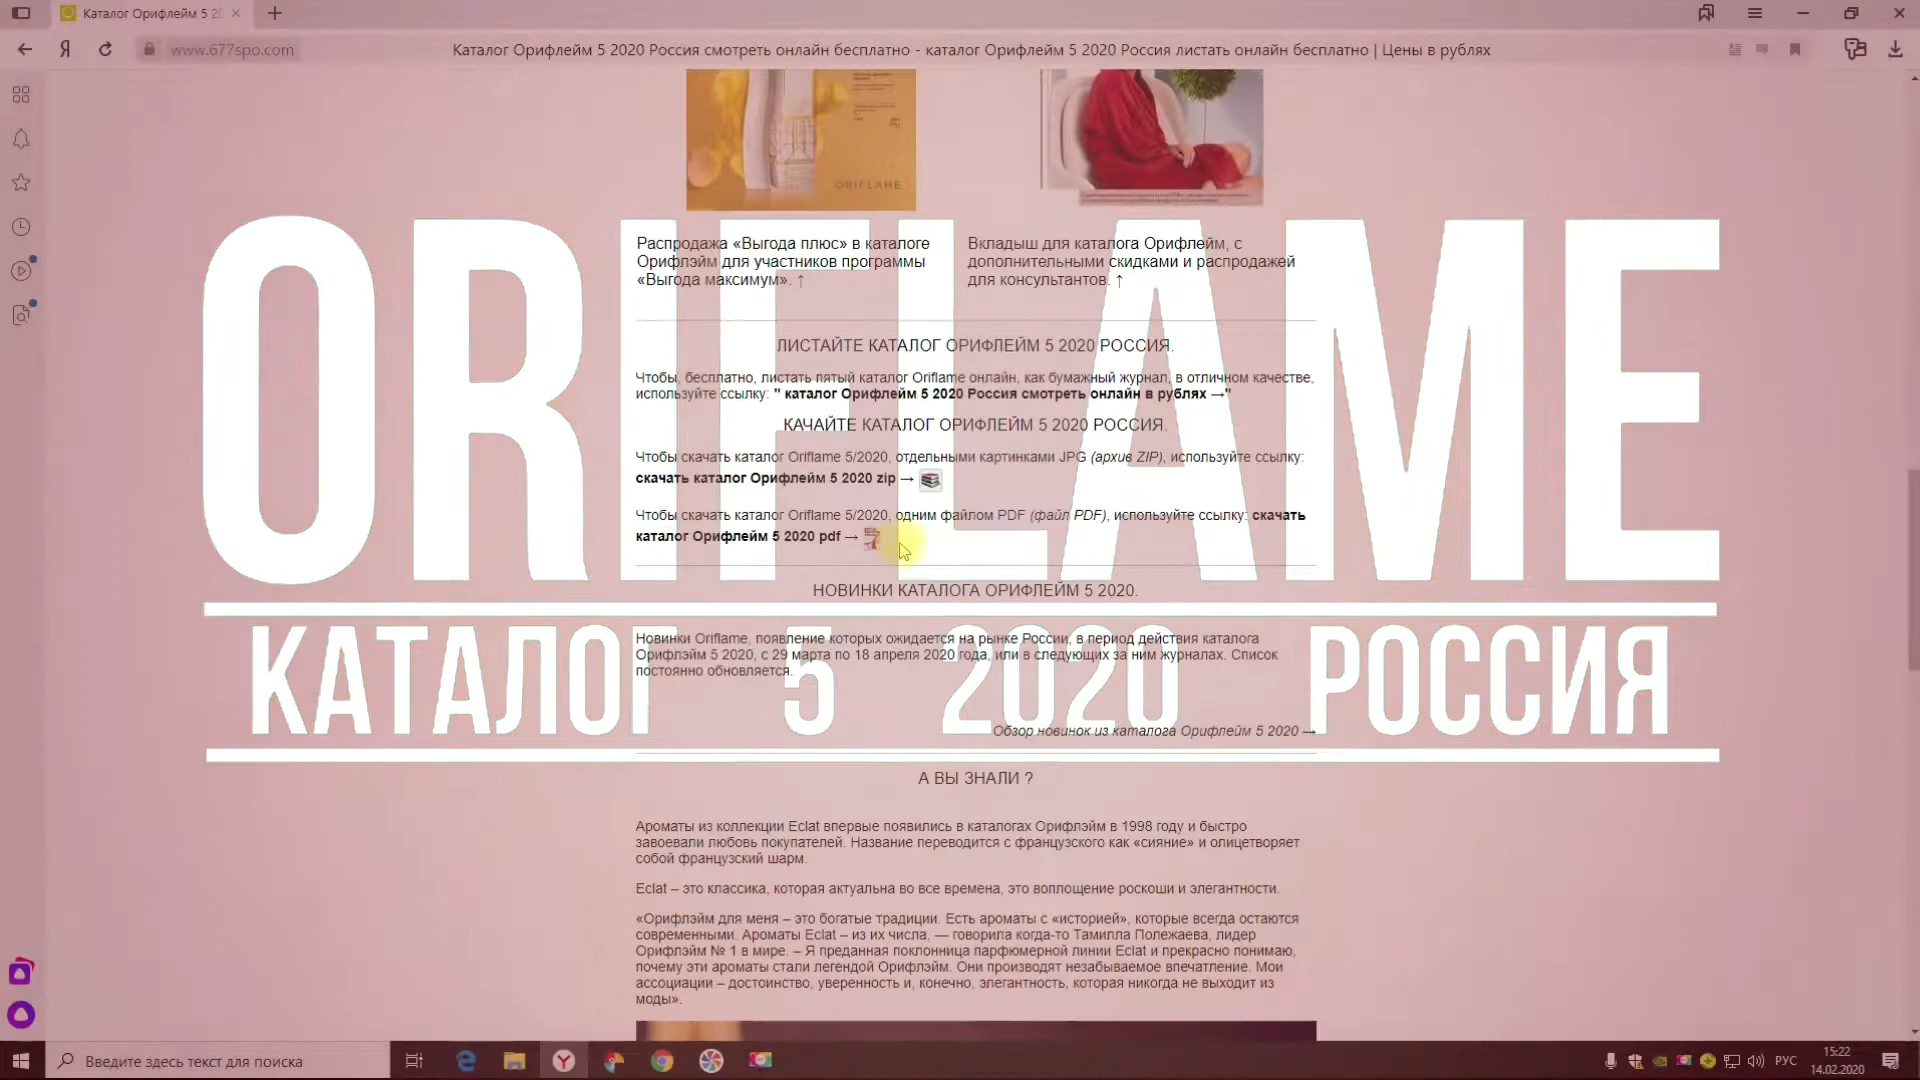 Каталог Орифлейм 5 2
www.677spo.com
Каталог Орифлейм 5 2020 Россия смотреть онлайн бесплатно - каталог Орифлейм 5 2020 Россия листать онлайн бесплатно | Цены в рублях
ORIFLAME
ORIFLAME
КАТАЛОГ 5 2020 РОССИЯ
Распродажа «Выгода плюс» в каталоге
Орифлэйм для участников программы
«Выгода максимум». ↑
Вкладыш для каталога Орифлейм, с
дополнительными скидками и распродажей
для консультантов. ↑
ЛИСТАЙТЕ КАТАЛОГ ОРИФЛЕЙМ 5 2020 РОССИЯ.
Чтобы, бесплатно, листать пятый каталог Oriflame онлайн, как бумажный журнал, в отличном качестве,
используйте ссылку: " каталог Орифлейм 5 2020 Россия смотреть онлайн в рублях →"
КАЧАЙТЕ КАТАЛОГ ОРИФЛЕЙМ 5 2020 РОССИЯ.
Чтобы скачать каталог Oriflame 5/2020, отдельными картинками JPG (архив ZIP), используйте ссылку:
скачать каталог Орифлейм 5 2020 zip →
Чтобы скачать каталог Oriflame 5/2020, одним файлом PDF (файл PDF), используйте ссылку: скачать
каталог Орифлейм 5 2020 pdf →
НОВИНКИ КАТАЛОГА ОРИФЛЕЙМ 5 2020.
Новинки Oriflame, появление которых ожидается на рынке России, в период действия каталога
Орифлэйм 5 2020, с 29 марта по 18 апреля 2020 года, или в следующих за ним журналах. Список
постоянно обновляется.
Обзор новинок из каталога Орифлейм 5 2020 →
А ВЫ ЗНАЛИ ?
Ароматы из коллекции Eclat впервые появились в каталогах Орифлэйм в 1998 году и быстро
завоевали любовь покупателей. Название переводится с французского как «сияние» и олицетворяет
собой французский шарм.
Eclat – это классика, которая актуальна во все времена, это воплощение роскоши и элегантности.
«Орифлэйм для меня – это богатые традиции. Есть ароматы с «историей», которые всегда остаются
современными. Ароматы Eclat – из их числа, — говорила когда-то Тамилла Полежаева, лидер
Орифлэйм № 1 в мире. – Я преданная поклонница парфюмерной линии Eclat и прекрасно понимаю,
почему эти ароматы стали легендой Орифлэйм. Они производят незабываемое впечатление. Мои
ассоциации – достоинство, уверенность и, конечно, элегантность, которая никогда не выходит из
моды».
Введите здесь текст для поиска
РУС
15:22
14.02.2020